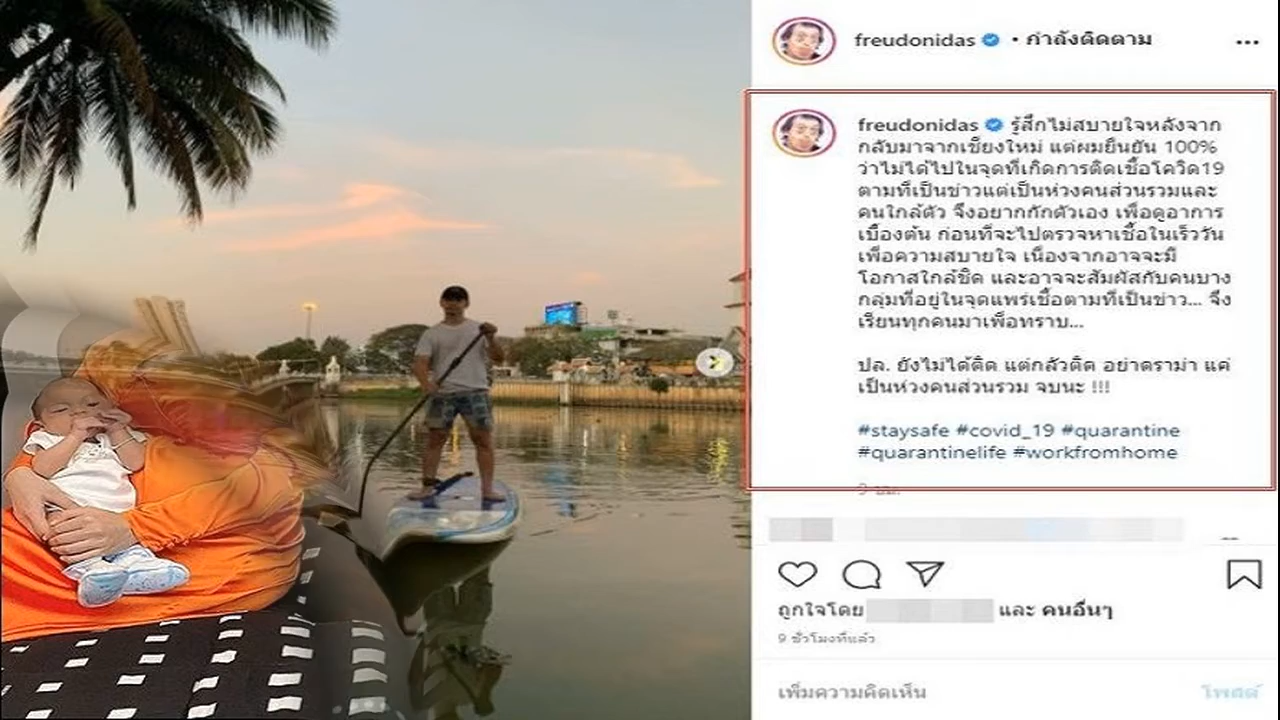 freudonidas • กำลังติดตาม
freudonidas รู้สึกไม่สบายใจหลังจาก
กลับมาจากเชียงใหม่ แต่ผมยืนยัน 100%
ว่าไม่ได้ไปในจุดที่เกิดการติดเชื้อโควิด19
ตามที่เป็นข่าวแต่เป็นห่วงคนส่วนรวมและ
คนใกล้ตัว จึงอยากกักตัวเอง เพื่อดูอาการ
เบื้องต้น ก่อนที่จะไปตรวจหาเชื้อในเร็ววัน
เพื่อความสบายใจ เนื่องจากอาจจะมี
โอกาสใกล้ชิด และอาจจะสัมผัสกับคนบาง
กลุ่มที่อยู่ในจุดแพร่เชื้อตามที่เป็นข่าว... จึง
เรียนทุกคนมาเพื่อทราบ...
ปล. ยังไม่ได้ติด แต่กลัวติด อย่าดราม่า แค่
เป็นห่วงคนส่วนรวม จบนะ !!!
#staysafe #covid_19 #quarantine
#quarantinelife #workfromhome
ถูกใจโดย และ คนอื่นๆ
9 ชั่วโมงที่แล้ว
เพิ่มความคิดเห็น โพสต์